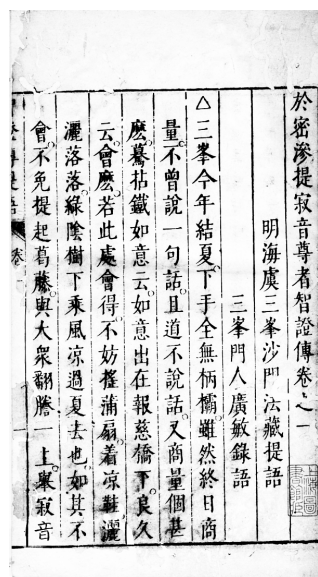 於密滲提寂音尊者智證傳卷之一
明海虞三峯沙門法藏提語
三峯門人廣敏錄語
△三峯今年結夏下手全無柄欛雖然終日商
量不曾說一句話且道不說話又商量個甚
麽驀拈鐵如意云如意出在報慈橋下良久
云會麽若此處會得不妨搖蒲扇着凉鞋灑
灑落落綠陰樹下乘風凉過夏去也如其不
會不免提起葛藤與大衆翻謄一上舉寂音